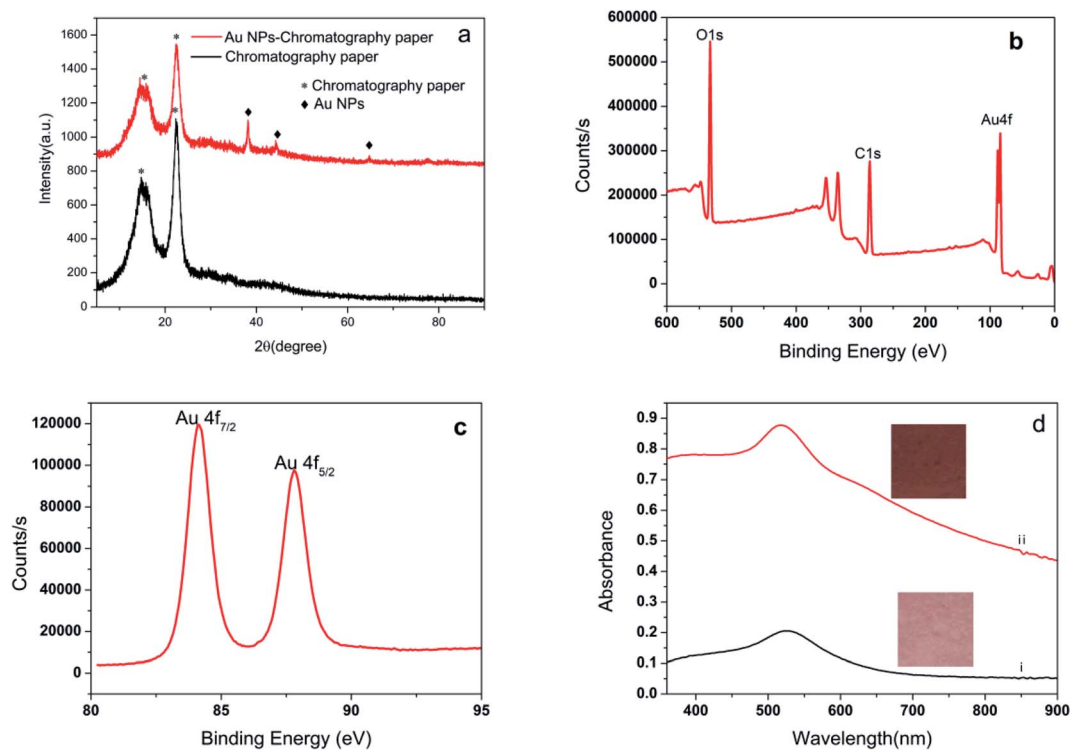 a
Au NPs-Chromatography paper
Chromatography paper
* Chromatography paper
♦ Au NPs
* * ♦ ♦ ♦
* *
1600
1400
1200
1000
800
600
400
200
0
Intensity(a.u.)
20 40 60 80
2θ(degree)
b
O1s
C1s
Au4f
600000
500000
400000
300000
200000
100000
0
Counts/s
600 500 400 300 200 100 0
Binding Energy (eV)
c
Au 4f7/2
Au 4f5/2
120000
100000
80000
60000
40000
20000
0
Counts/s
80 85 90 95
Binding Energy (eV)
d
0.9
0.8
0.7
0.6
0.5
0.4
0.3
0.2
0.1
0.0
Absorbance
ii
i
400 500 600 700 800 900
Wavelength(nm)